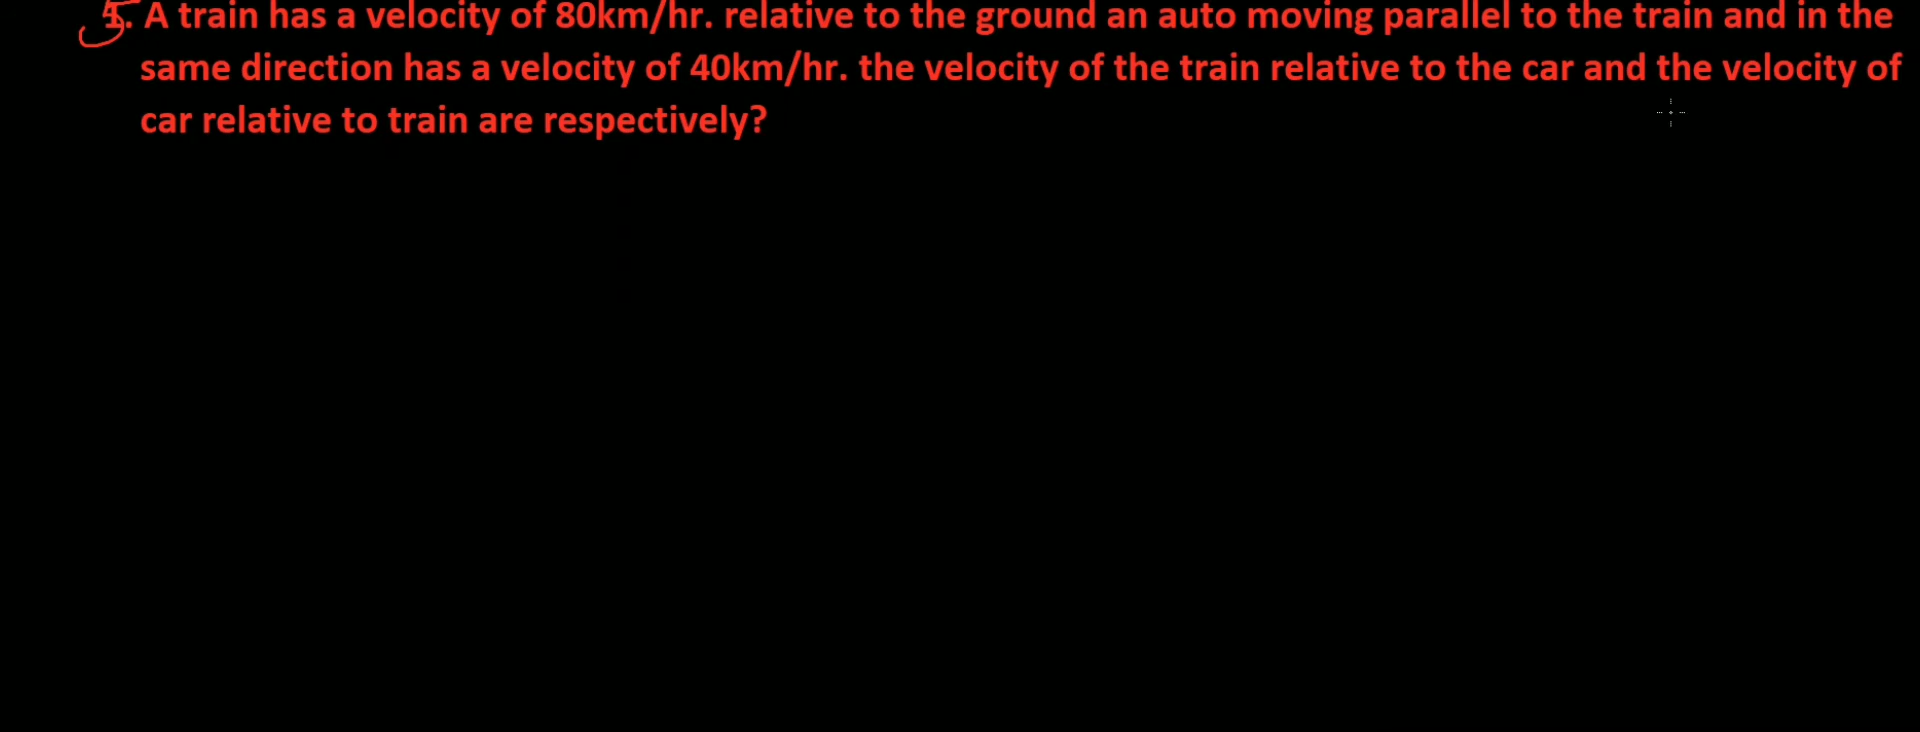 5. A train has a velocity of 80km/hr. relative to the ground an auto moving parallel to the train and in the
same direction has a velocity of 40km/hr. the velocity of the train relative to the car and the velocity of
car relative to train are respectively?